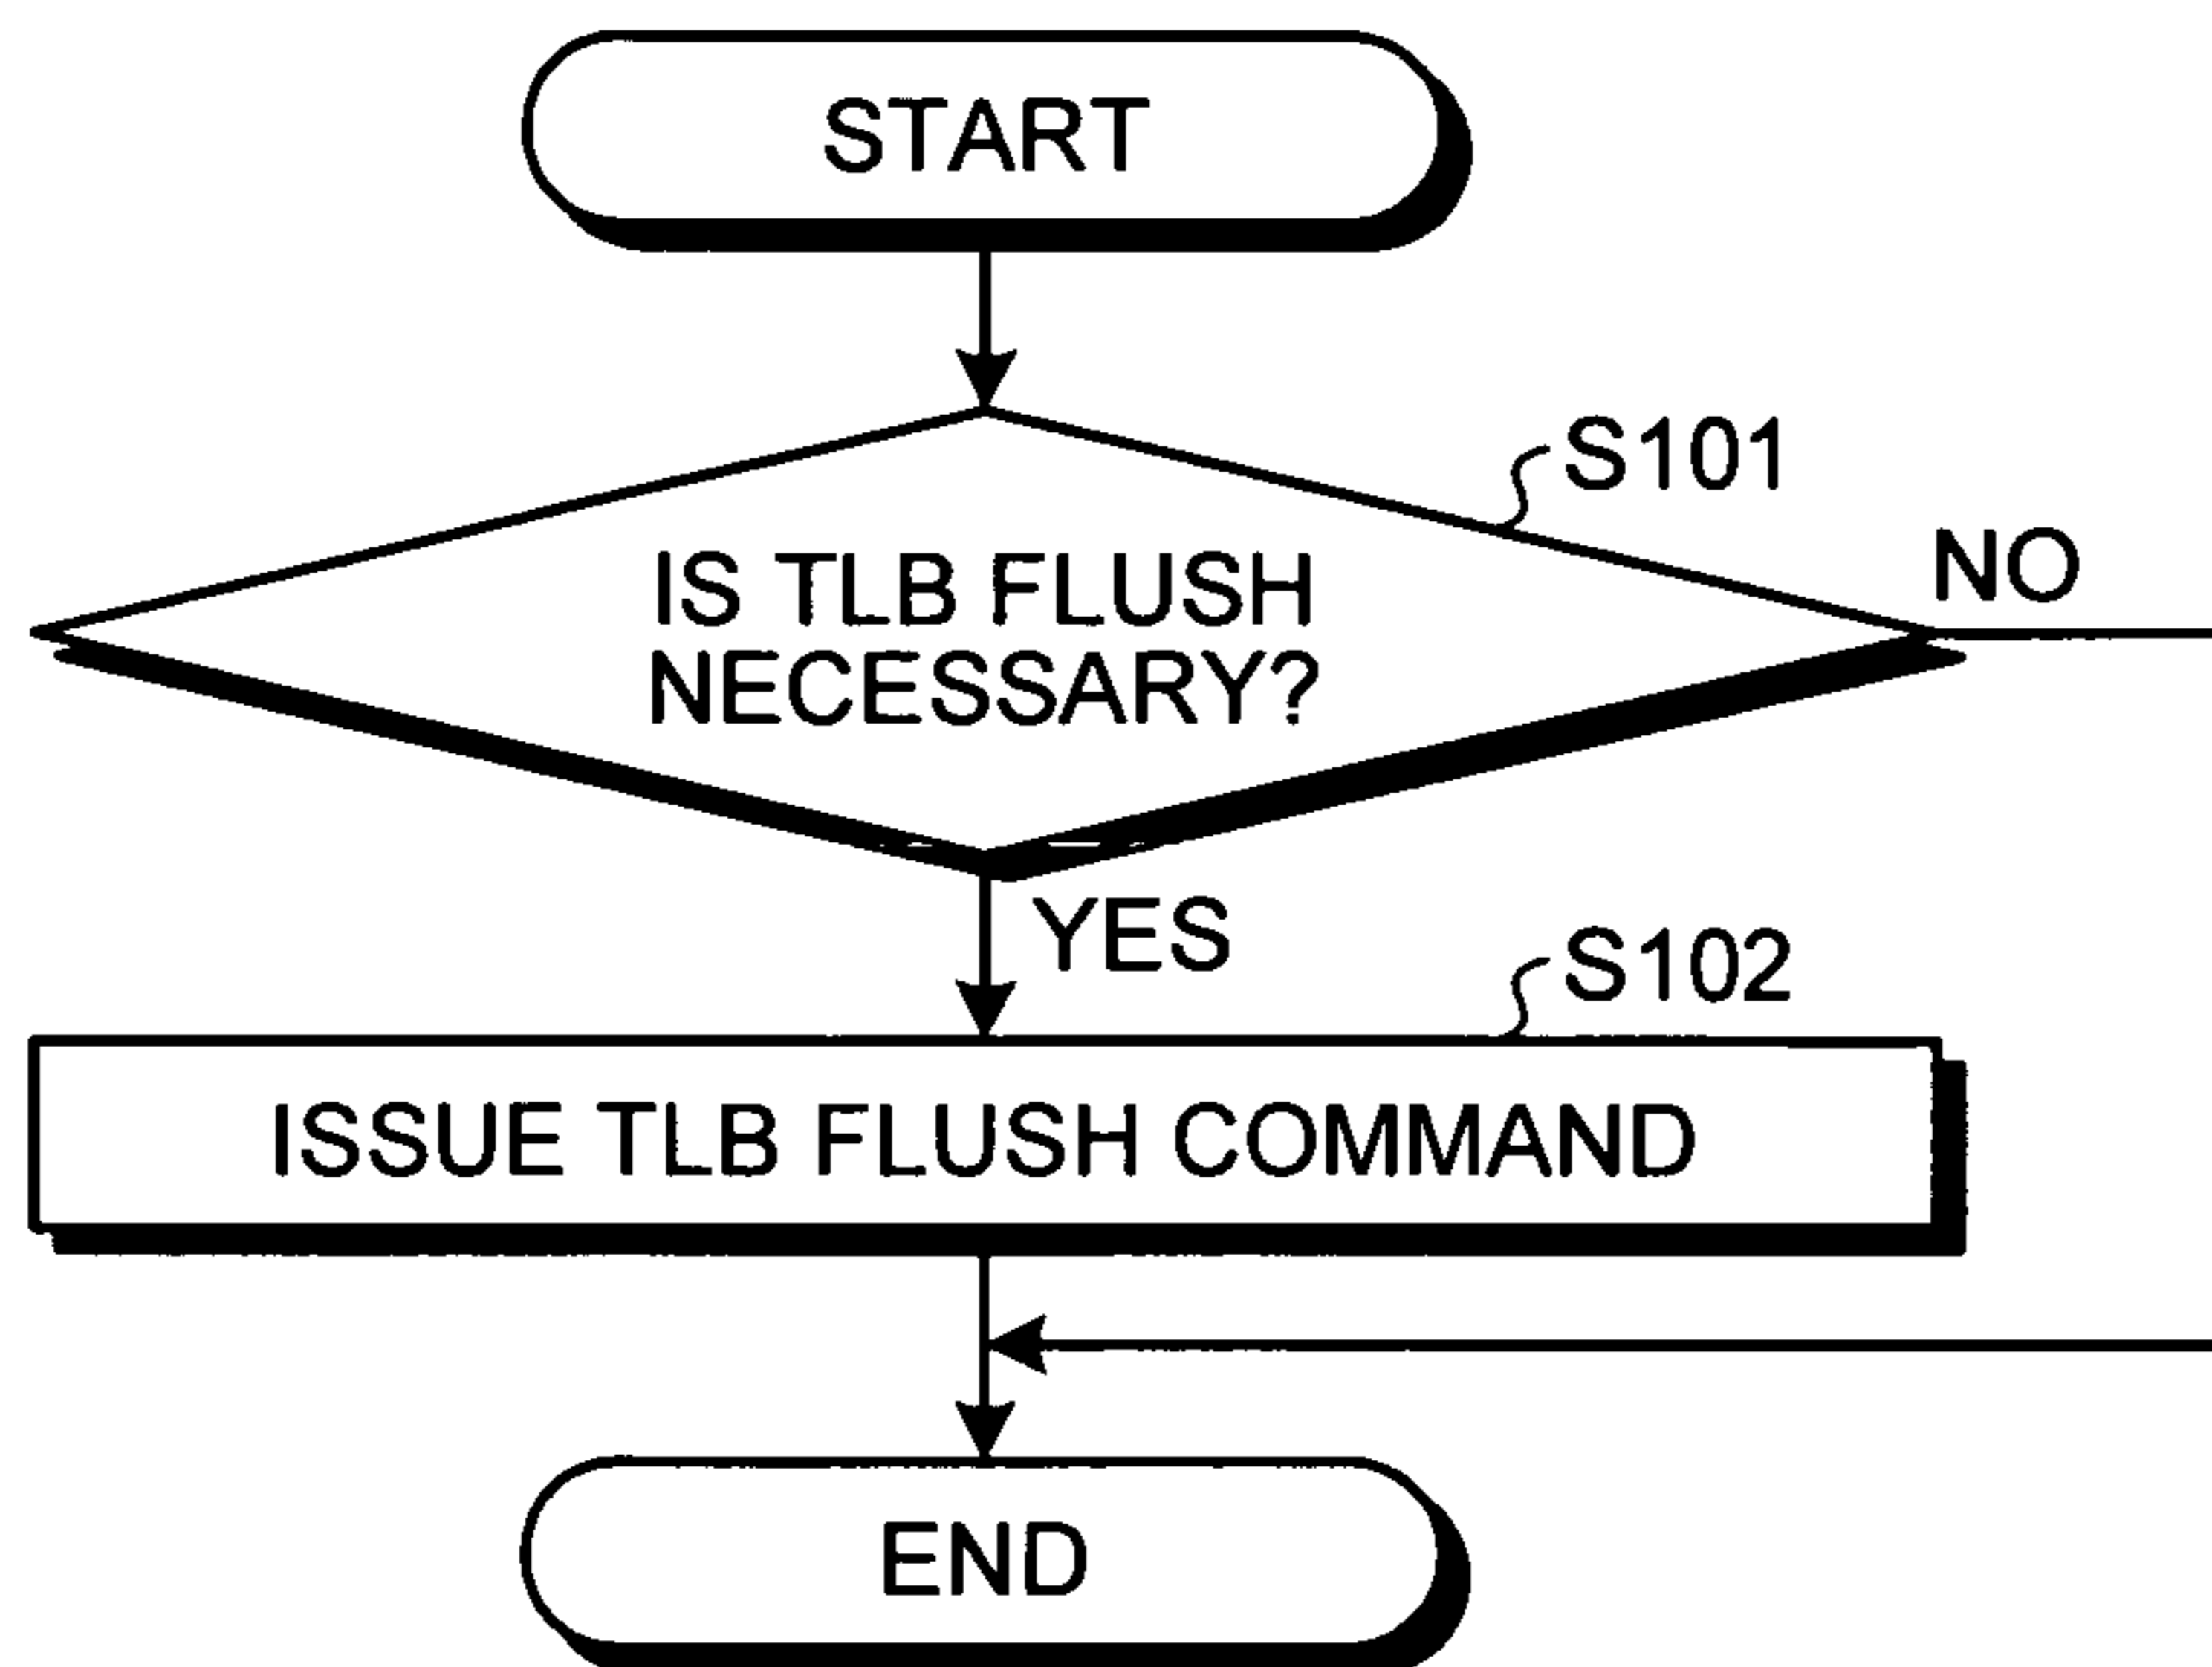 START
S101
IS TLB FLUSH
NECESSARY?
NO
YES
S102
ISSUE TLB FLUSH COMMAND
END